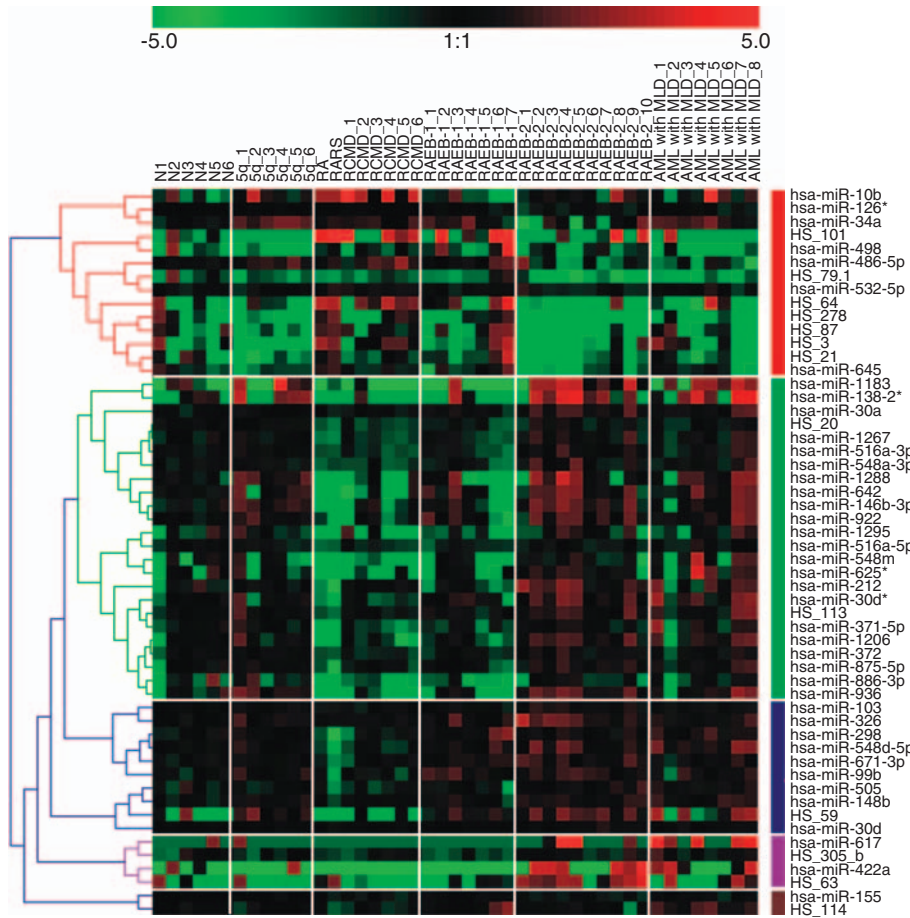 -5.0
1:1
5.0
N1
N2
N3
N4
N5
N6
5q_1
5q_2
5q_3
5q_4
5q_5
5q_6
RA
RARS
RCMD_1
RCMD_2
RCMD_3
RCMD_4
RCMD_5
RCMD_6
RAEB-1_1
RAEB-1_2
RAEB-1_3
RAEB-1_4
RAEB-1_5
RAEB-1_6
RAEB-1_7
RAEB-2_1
RAEB-2_2
RAEB-2_3
RAEB-2_4
RAEB-2_5
RAEB-2_6
RAEB-2_7
RAEB-2_8
RAEB-2_9
RAEB-2_10
AML with MLD_1
AML with MLD_2
AML with MLD_3
AML with MLD_4
AML with MLD_5
AML with MLD_6
AML with MLD_7
AML with MLD_8
hsa-miR-10b
hsa-miR-126*
hsa-miR-34a
HS_101
hsa-miR-498
hsa-miR-486-5p
HS_79.1
hsa-miR-532-5p
HS_64
HS_278
HS_87
HS_3
HS_21
hsa-miR-645
hsa-miR-1183
hsa-miR-138-2*
hsa-miR-30a
HS_20
hsa-miR-1267
hsa-miR-516a-3p
hsa-miR-548a-3p
hsa-miR-1288
hsa-miR-642
hsa-miR-146b-3p
hsa-miR-922
hsa-miR-1295
hsa-miR-516a-5p
hsa-miR-548m
hsa-miR-625*
hsa-miR-212
hsa-miR-30d*
HS_113
hsa-miR-371-5p
hsa-miR-1206
hsa-miR-372
hsa-miR-875-5p
hsa-miR-886-3p
hsa-miR-936
hsa-miR-103
hsa-miR-326
hsa-miR-298
hsa-miR-548d-5p
hsa-miR-671-3p
hsa-miR-99b
hsa-miR-505
hsa-miR-148b
HS_59
hsa-miR-30d
hsa-miR-617
HS_305_b
hsa-miR-422a
HS_63
hsa-miR-155
HS_114